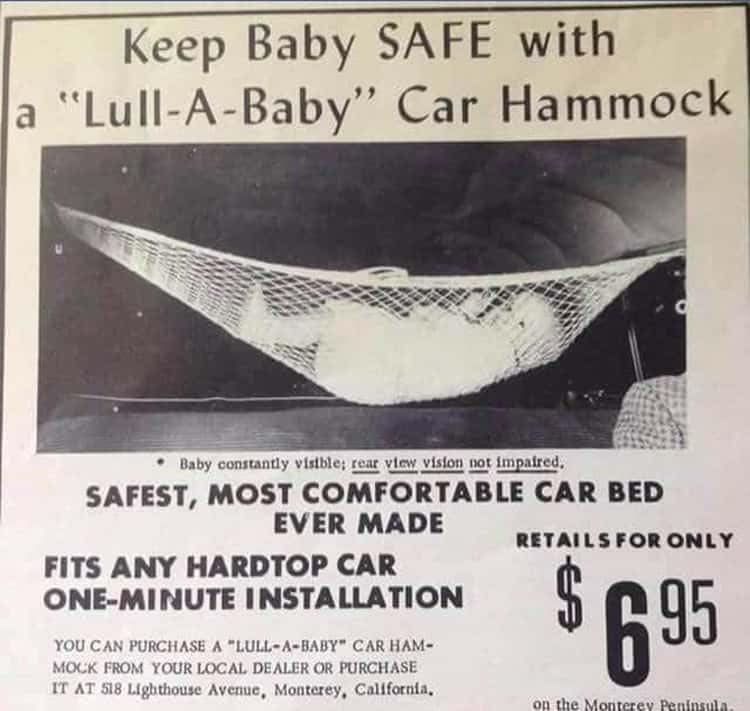 Keep Baby SAFE with
a "Lull-A-Baby" Car Hammock
* Baby constantly visible; rear view vision not impaired.
SAFEST, MOST COMFORTABLE CAR BED
EVER MADE
FITS ANY HARDTOP CAR
ONE-MINUTE INSTALLATION
YOU CAN PURCHASE A "LULL-A-BABY" CAR HAM-
MOCK FROM YOUR LOCAL DEALER OR PURCHASE
IT AT 518 Lighthouse Avenue, Monterey, California.
RETAILS FOR ONLY
$6 95
on the Monterey Peninsula.